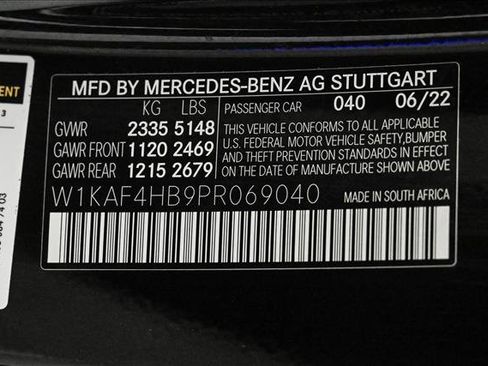 MFD BY MERCEDES-BENZ AG STUTTGART
KG LBS
GVWR 2335 5148
GAWR FRONT 1120 2469
GAWR REAR 1215 2679
PASSENGER CAR 040 06/22
THIS VEHICLE CONFORMS TO ALL APPLICABLE
U.S. FEDERAL MOTOR VEHICLE SAFETY, BUMPER
AND THEFT PREVENTION STANDARDS IN EFFECT
ON THE DATE OF MANUFACTURE SHOWN ABOVE
W1KAF4HB9PR069040
MADE IN SOUTH AFRICA